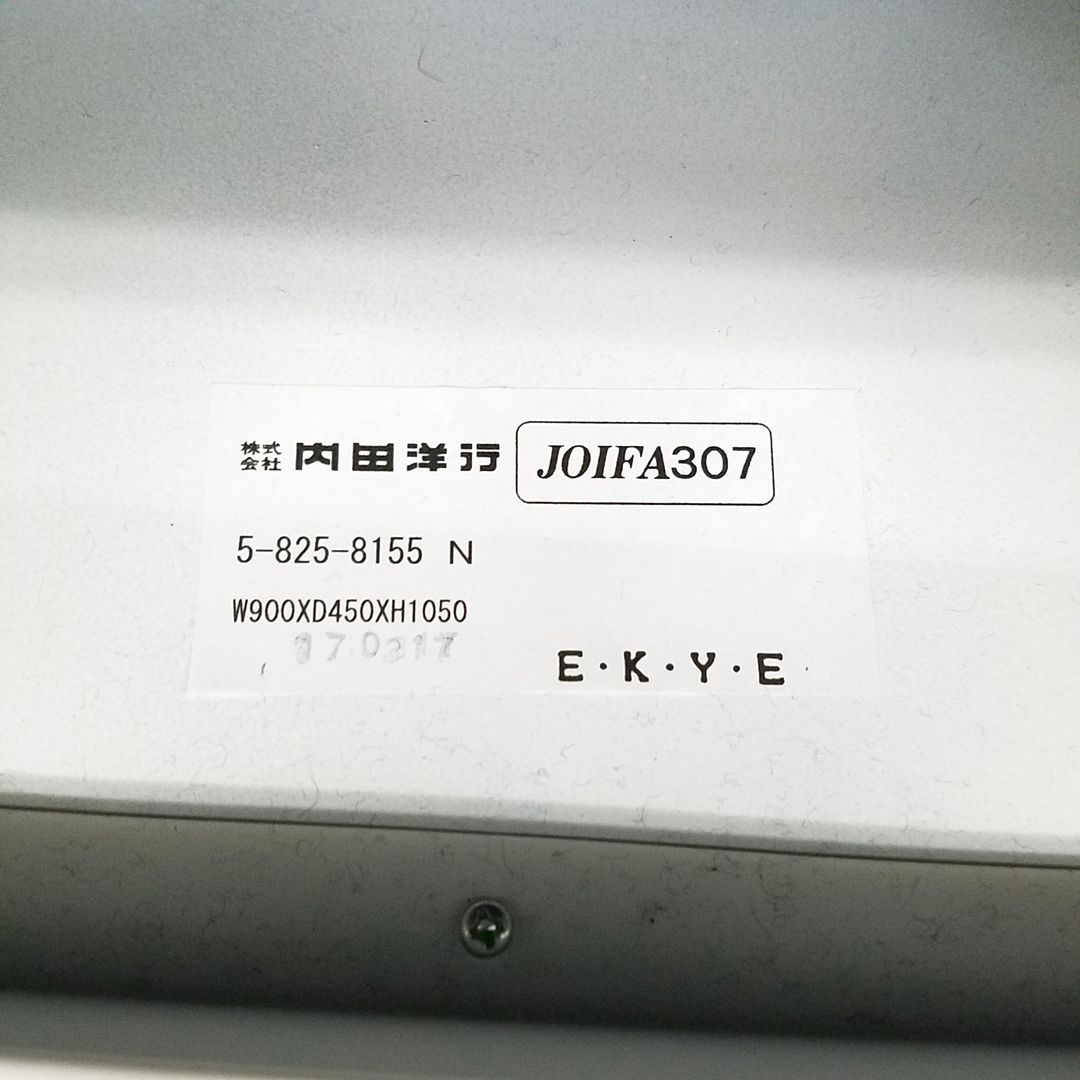 株式会社 内田洋行 JOIFA307
5-825-8155 N
W900XD450XH1050
E・K・Y・E